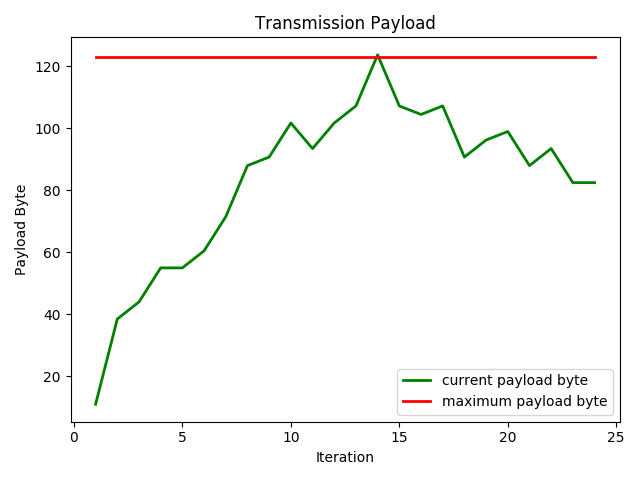 Transmission Payload
120
100
80
60
40
20
Payload Byte
0
5
10
15
20
25
Iteration
current payload byte
maximum payload byte